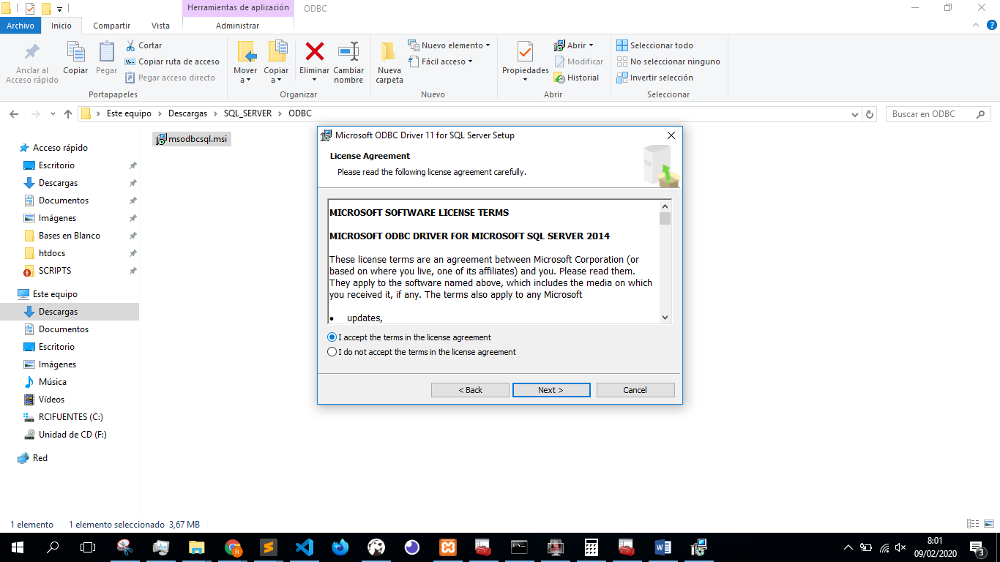 Herramientas de aplicación
ODBC
Archivo
Inicio
Compartir
Vista
Administrar
Anclar al
Acceso rápido
Copiar
Pegar
Cortar
Copiar ruta de acceso
Pegar acceso directo
Portapapeles
Mover
a
Copiar
a
Eliminar
Cambiar
nombre
Organizar
Nueva
carpeta
Nuevo elemento
Fácil acceso
Nuevo
Propiedades
Abrir
Modificar
Historial
Abrir
Seleccionar todo
No seleccionar ninguno
Invertir selección
Seleccionar
Este equipo
Descargas
SQL_SERVER
ODBC
Buscar en ODBC
Acceso rápido
Escritorio
Descargas
Documentos
Imágenes
Bases en Blanco
htdocs
SCRIPTS
Este equipo
Descargas
Documentos
Escritorio
Imágenes
Música
Vídeos
RCIFUENTES (C:)
Unidad de CD (F:)
Red
msodbcsql.msi
Microsoft ODBC Driver 11 for SQL Server Setup
License Agreement
Please read the following license agreement carefully.
MICROSOFT SOFTWARE LICENSE TERMS
MICROSOFT ODBC DRIVER FOR MICROSOFT SQL SERVER 2014
These license terms are an agreement between Microsoft Corporation (or
based on where you live, one of its affiliates) and you. Please read them.
They apply to the software named above, which includes the media on which
you received it, if any. The terms also apply to any Microsoft
• updates,
I accept the terms in the license agreement
I do not accept the terms in the license agreement
< Back
Next >
Cancel
1 elemento
1 elemento seleccionado 3,67 MB
8:01
09/02/2020
3